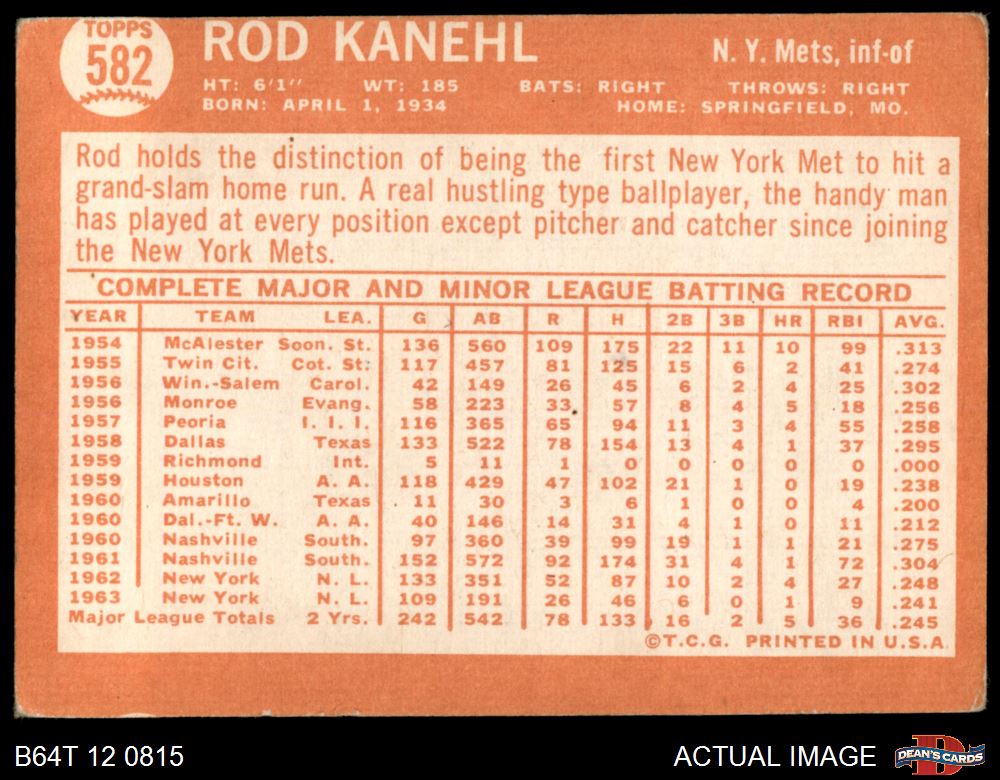 TOPPS
582
ROD KANEHL
N. Y. Mets, inf-of
HT: 6'1" WT: 185 BATS: RIGHT THROWS: RIGHT
BORN: APRIL 1, 1934 HOME: SPRINGFIELD, MO.
Rod holds the distinction of being the first New York Met to hit a
grand-slam home run. A real hustling type ballplayer, the handy man
has played at every position except pitcher and catcher since joining
the New York Mets.
COMPLETE MAJOR AND MINOR LEAGUE BATTING RECORD
YEAR TEAM LEA. G AB R H 2B 3B HR RBI AVG.
1954 McAlester Soon. St. 136 560 109 175 22 11 10 99 .313
1955 Twin Cit. Cot. St. 117 457 81 125 15 6 2 41 .274
1956 Win.-Salem Carol. 42 149 26 45 6 2 4 25 .302
1956 Monroe Evang. 58 223 33 57 8 4 5 18 .256
1957 Peoria I. I. I. 116 365 65 94 11 3 4 55 .258
1958 Dallas Texas 133 522 78 154 13 4 1 37 .295
1959 Richmond Int. 5 11 1 0 0 0 0 0 .000
1959 Houston A. A. 118 429 47 102 21 1 0 19 .238
1960 Amarillo Texas 11 30 3 6 1 0 0 4 .200
1960 Dal.-Ft. W. A. A. 40 146 14 31 4 1 0 11 .212
1960 Nashville South. 97 360 39 99 19 1 1 21 .275
1961 Nashville South. 152 572 92 174 31 4 1 72 .304
1962 New York N. L. 133 351 52 87 10 2 4 27 .248
1963 New York N. L. 109 191 26 46 6 0 1 9 .241
Major League Totals 2 Yrs. 242 542 78 133 16 2 5 36 .245
©T.C.G. PRINTED IN U.S.A.
B64T 12 0815
ACTUAL IMAGE
D
DEAN'S CARDS